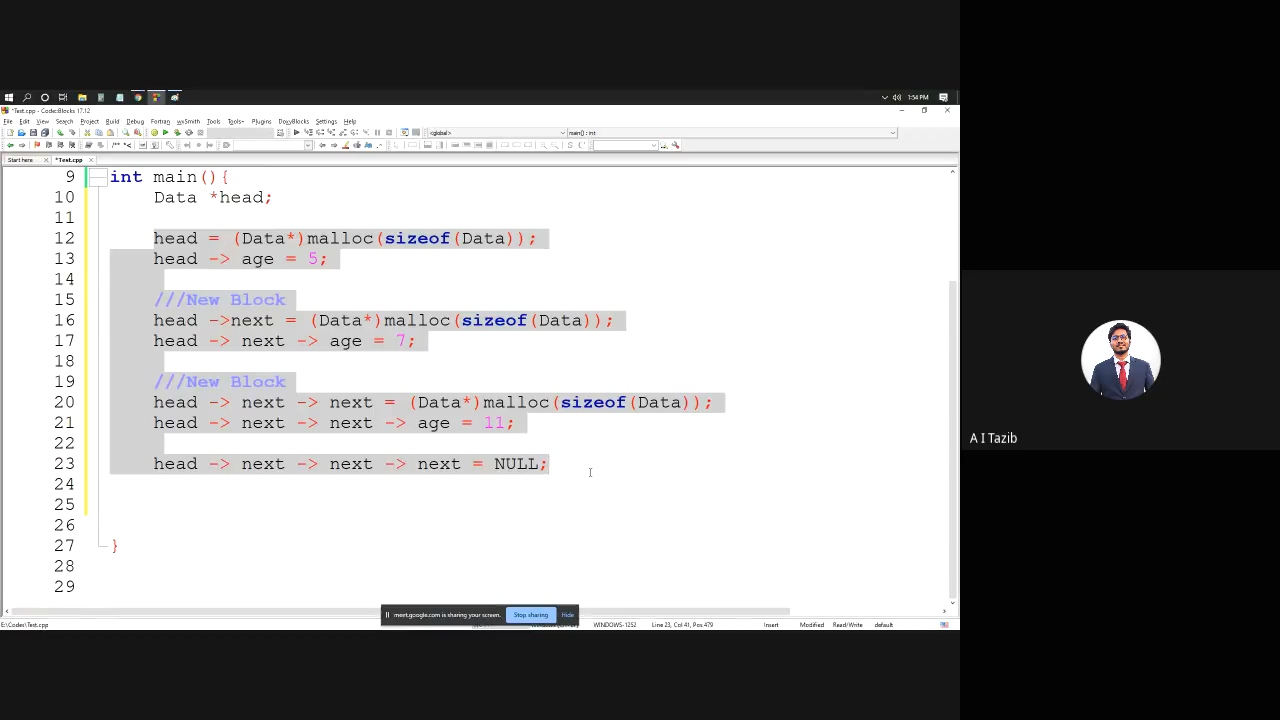 1:54 PM
*Test.cpp - Code::Blocks 17.12
File Edit View Search Project Build Debug Fortran wxSmith Tools Tools+ Plugins DoxyBlocks Settings Help
<global> main() : int
Start here *Test.cpp
9 int main(){
10 Data *head;
11
12 head = (Data*)malloc(sizeof(Data));
13 head -> age = 5;
14
15 ///New Block
16 head ->next = (Data*)malloc(sizeof(Data));
17 head -> next -> age = 7;
18
19 ///New Block
20 head -> next -> next = (Data*)malloc(sizeof(Data));
21 head -> next -> next -> age = 11;
22
23 head -> next -> next -> next = NULL;
24
25
26
27 }
28
29
A I Tazib
meet.google.com is sharing your screen. Stop sharing Hide
E:\Codes\Test.cpp WINDOWS-1252 Line 23, Col 41, Pos 479 Insert Modified Read/Write default